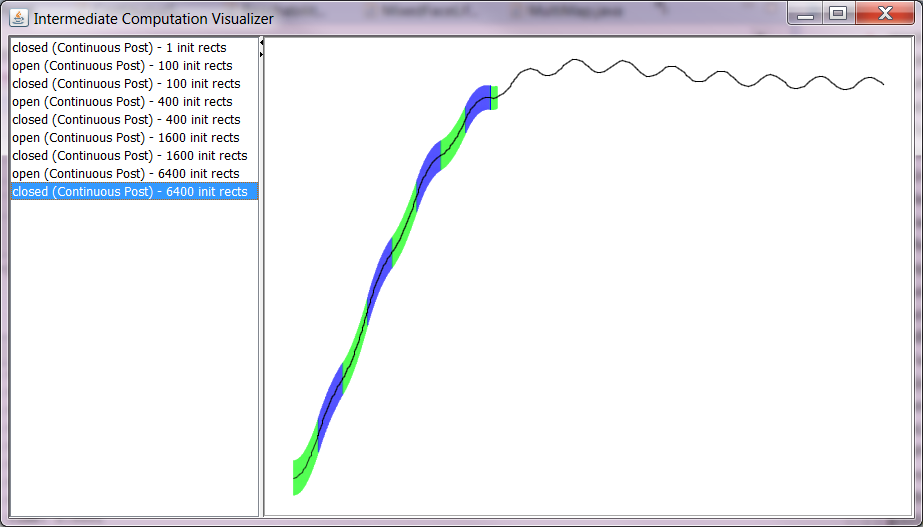 Intermediate Computation Visualizer
closed (Continuous Post) - 1 init rects
open (Continuous Post) - 100 init rects
closed (Continuous Post) - 100 init rects
open (Continuous Post) - 400 init rects
closed (Continuous Post) - 400 init rects
open (Continuous Post) - 1600 init rects
closed (Continuous Post) - 1600 init rects
open (Continuous Post) - 6400 init rects
closed (Continuous Post) - 6400 init rects